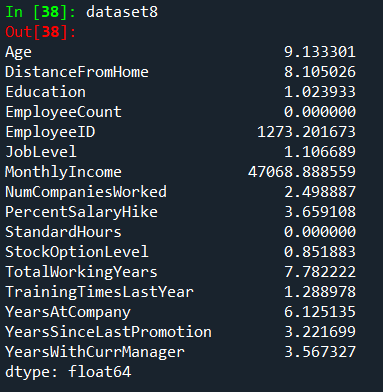 In [38]: dataset8
Out[38]:
Age 9.133301
DistanceFromHome 8.105026
Education 1.023933
EmployeeCount 0.000000
EmployeeID 1273.201673
JobLevel 1.106689
MonthlyIncome 47068.888559
NumCompaniesWorked 2.498887
PercentSalaryHike 3.659108
StandardHours 0.000000
StockOptionLevel 0.851883
TotalWorkingYears 7.782222
TrainingTimesLastYear 1.288978
YearsAtCompany 6.125135
YearsSinceLastPromotion 3.221699
YearsWithCurrManager 3.567327
dtype: float64